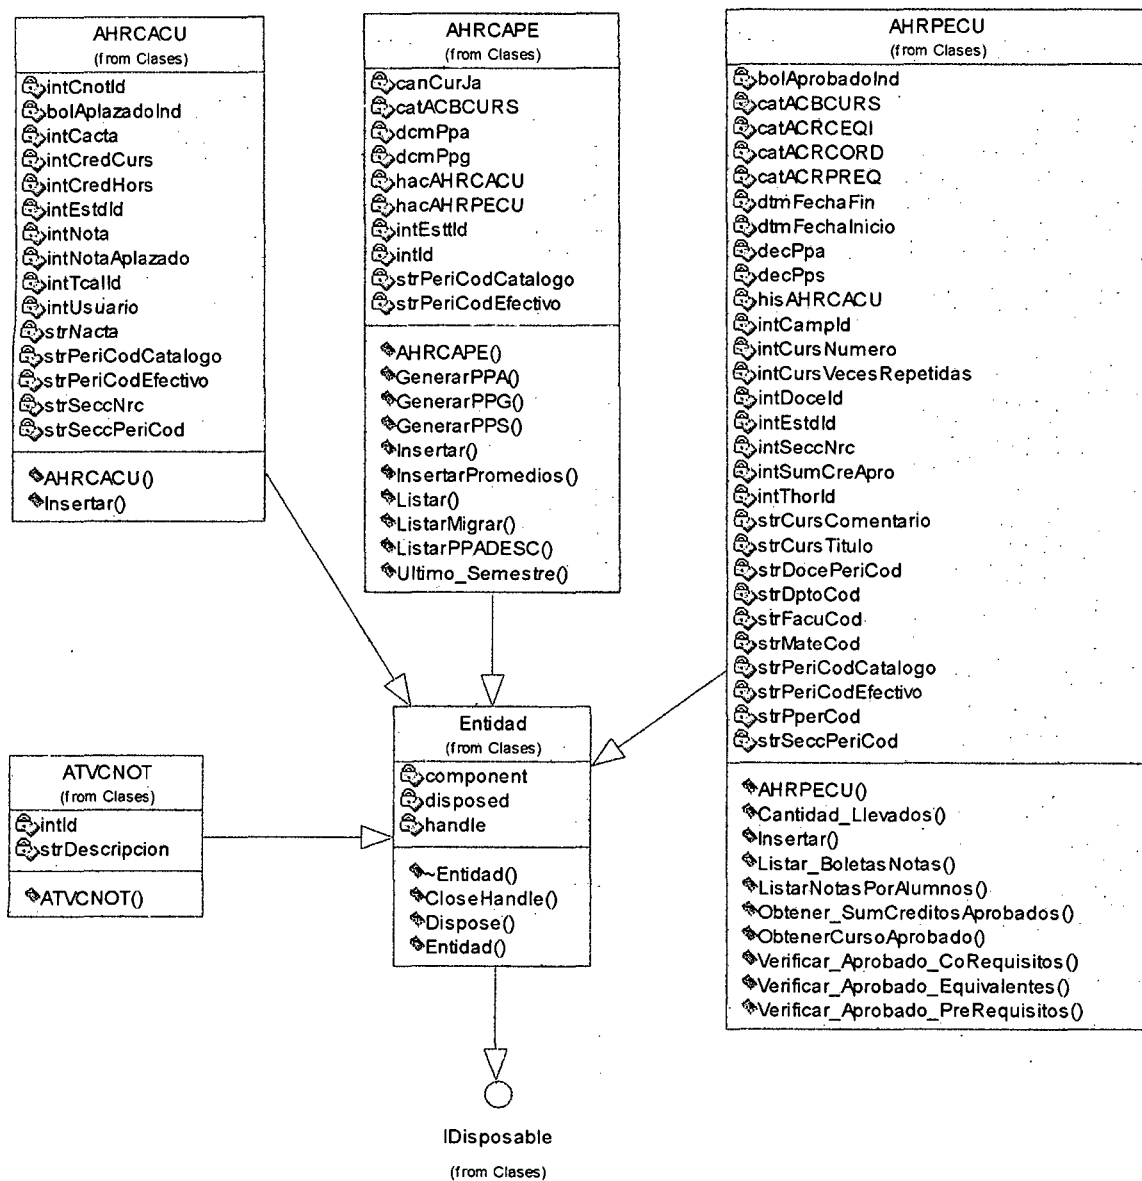 AHRCACU
(from Clases)
intCnotId
bolAplazadoInd
intCacta
intCredCurs
intCredHors
intEstdId
intNota
intNotaAplazado
intTcalId
intUsuario
strNacta
strPeriCodCatalogo
strPeriCodEfectivo
strSeccNrc
strSeccPeriCod
AHRCACU()
Insertar()
AHRCAPE
(from Clases)
canCurJa
catACBCURS
dcmPpa
dcmPpg
hacAHRCACU
hacAHRPECU
intEsttId
intId
strPeriCodCatalogo
strPeriCodEfectivo
AHRCAPE()
GenerarPPA()
GenerarPPG()
GenerarPPS()
Insertar()
InsertarPromedios()
Listar()
ListarMigrar()
ListarPPADESC()
Ultimo_Semestre()
AHRPECU
(from Clases)
bolAprobadoInd
catACBCURS
catACRCEQI
catACRCORD
catACRPREQ
dtmFechaFin
dtmFechaInicio
decPpa
decPps
hisAHRCACU
intCampId
intCursNumero
intCursVecesRepetidas
intDoceId
intEstdId
intSeccNrc
intSumCreApro
intThorId
strCursComentario
strCursTitulo
strDocePeriCod
strDptoCod
strFacuCod
strMateCod
strPeriCodCatalogo
strPeriCodEfectivo
strPperCod
strSeccPeriCod
AHRPECU()
Cantidad_Llevados()
Insertar()
Listar_BoletasNotas()
ListarNotasPorAlumnos()
Obtener_SumCreditosAprobados()
ObtenerCursoAprobado()
Verificar_Aprobado_CoRequisitos()
Verificar_Aprobado_Equivalentes()
Verificar_Aprobado_PreRequisitos()
ATVCNOT
(from Clases)
intId
strDescripcion
ATVCNOT()
Entidad
(from Clases)
component
disposed
handle
~Entidad()
CloseHandle()
Dispose()
Entidad()
IDisposable
(from Clases)